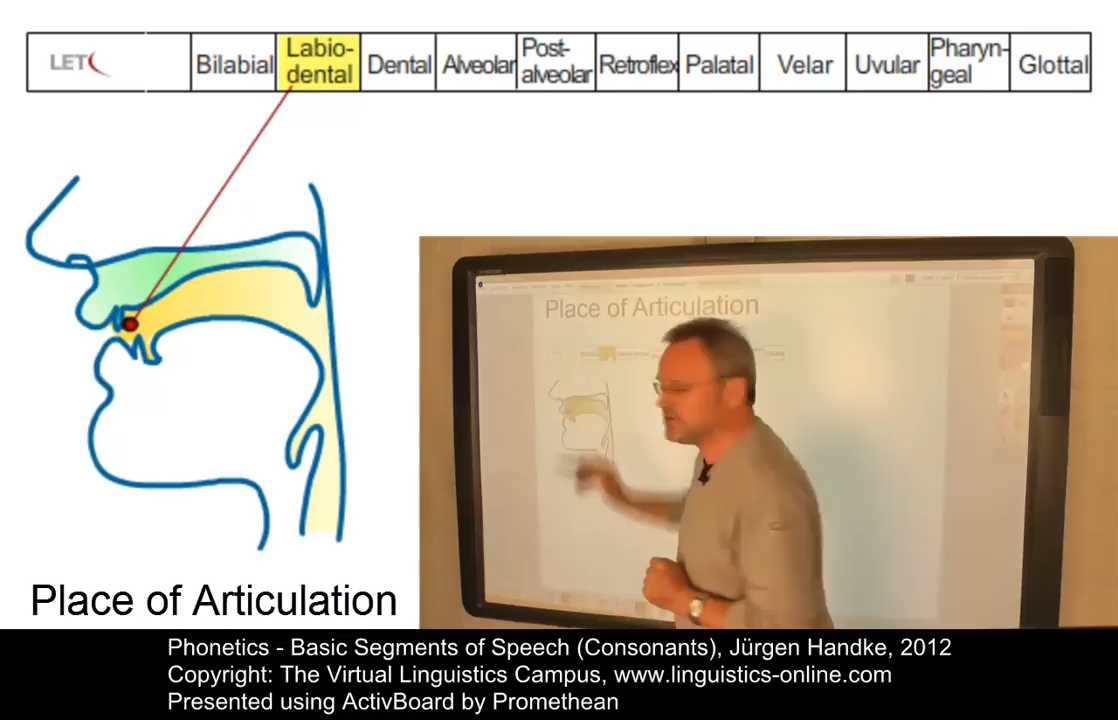 LET
Bilabial
Labio-
dental
Dental
Alveolar
Post-
alveolar
Retroflex
Palatal
Velar
Uvular
Pharyn-
geal
Glottal
Place of Articulation
Place of Articulation
Phonetics - Basic Segments of Speech (Consonants), Jürgen Handke, 2012
Copyright: The Virtual Linguistics Campus, www.linguistics-online.com
Presented using ActivBoard by Promethean